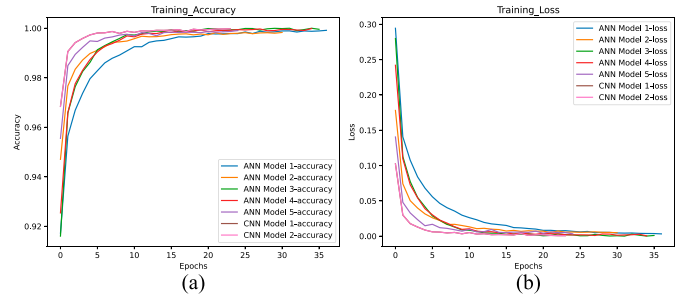 Training_Accuracy
1.00
0.98
0.96
0.94
0.92
Accuracy
0 5 10 15 20 25 30 35
Epochs
ANN Model 1-accuracy
ANN Model 2-accuracy
ANN Model 3-accuracy
ANN Model 4-accuracy
ANN Model 5-accuracy
CNN Model 1-accuracy
CNN Model 2-accuracy
(a)
Training_Loss
0.30
0.25
0.20
0.15
0.10
0.05
0.00
Loss
0 5 10 15 20 25 30 35
Epochs
ANN Model 1-loss
ANN Model 2-loss
ANN Model 3-loss
ANN Model 4-loss
ANN Model 5-loss
CNN Model 1-loss
CNN Model 2-loss
(b)